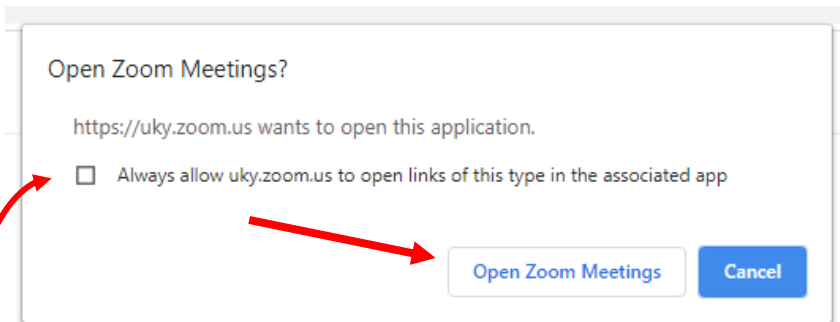 Open Zoom Meetings?
https://uky.zoom.us wants to open this application.
Always allow uky.zoom.us to open links of this type in the associated app
Open Zoom Meetings Cancel